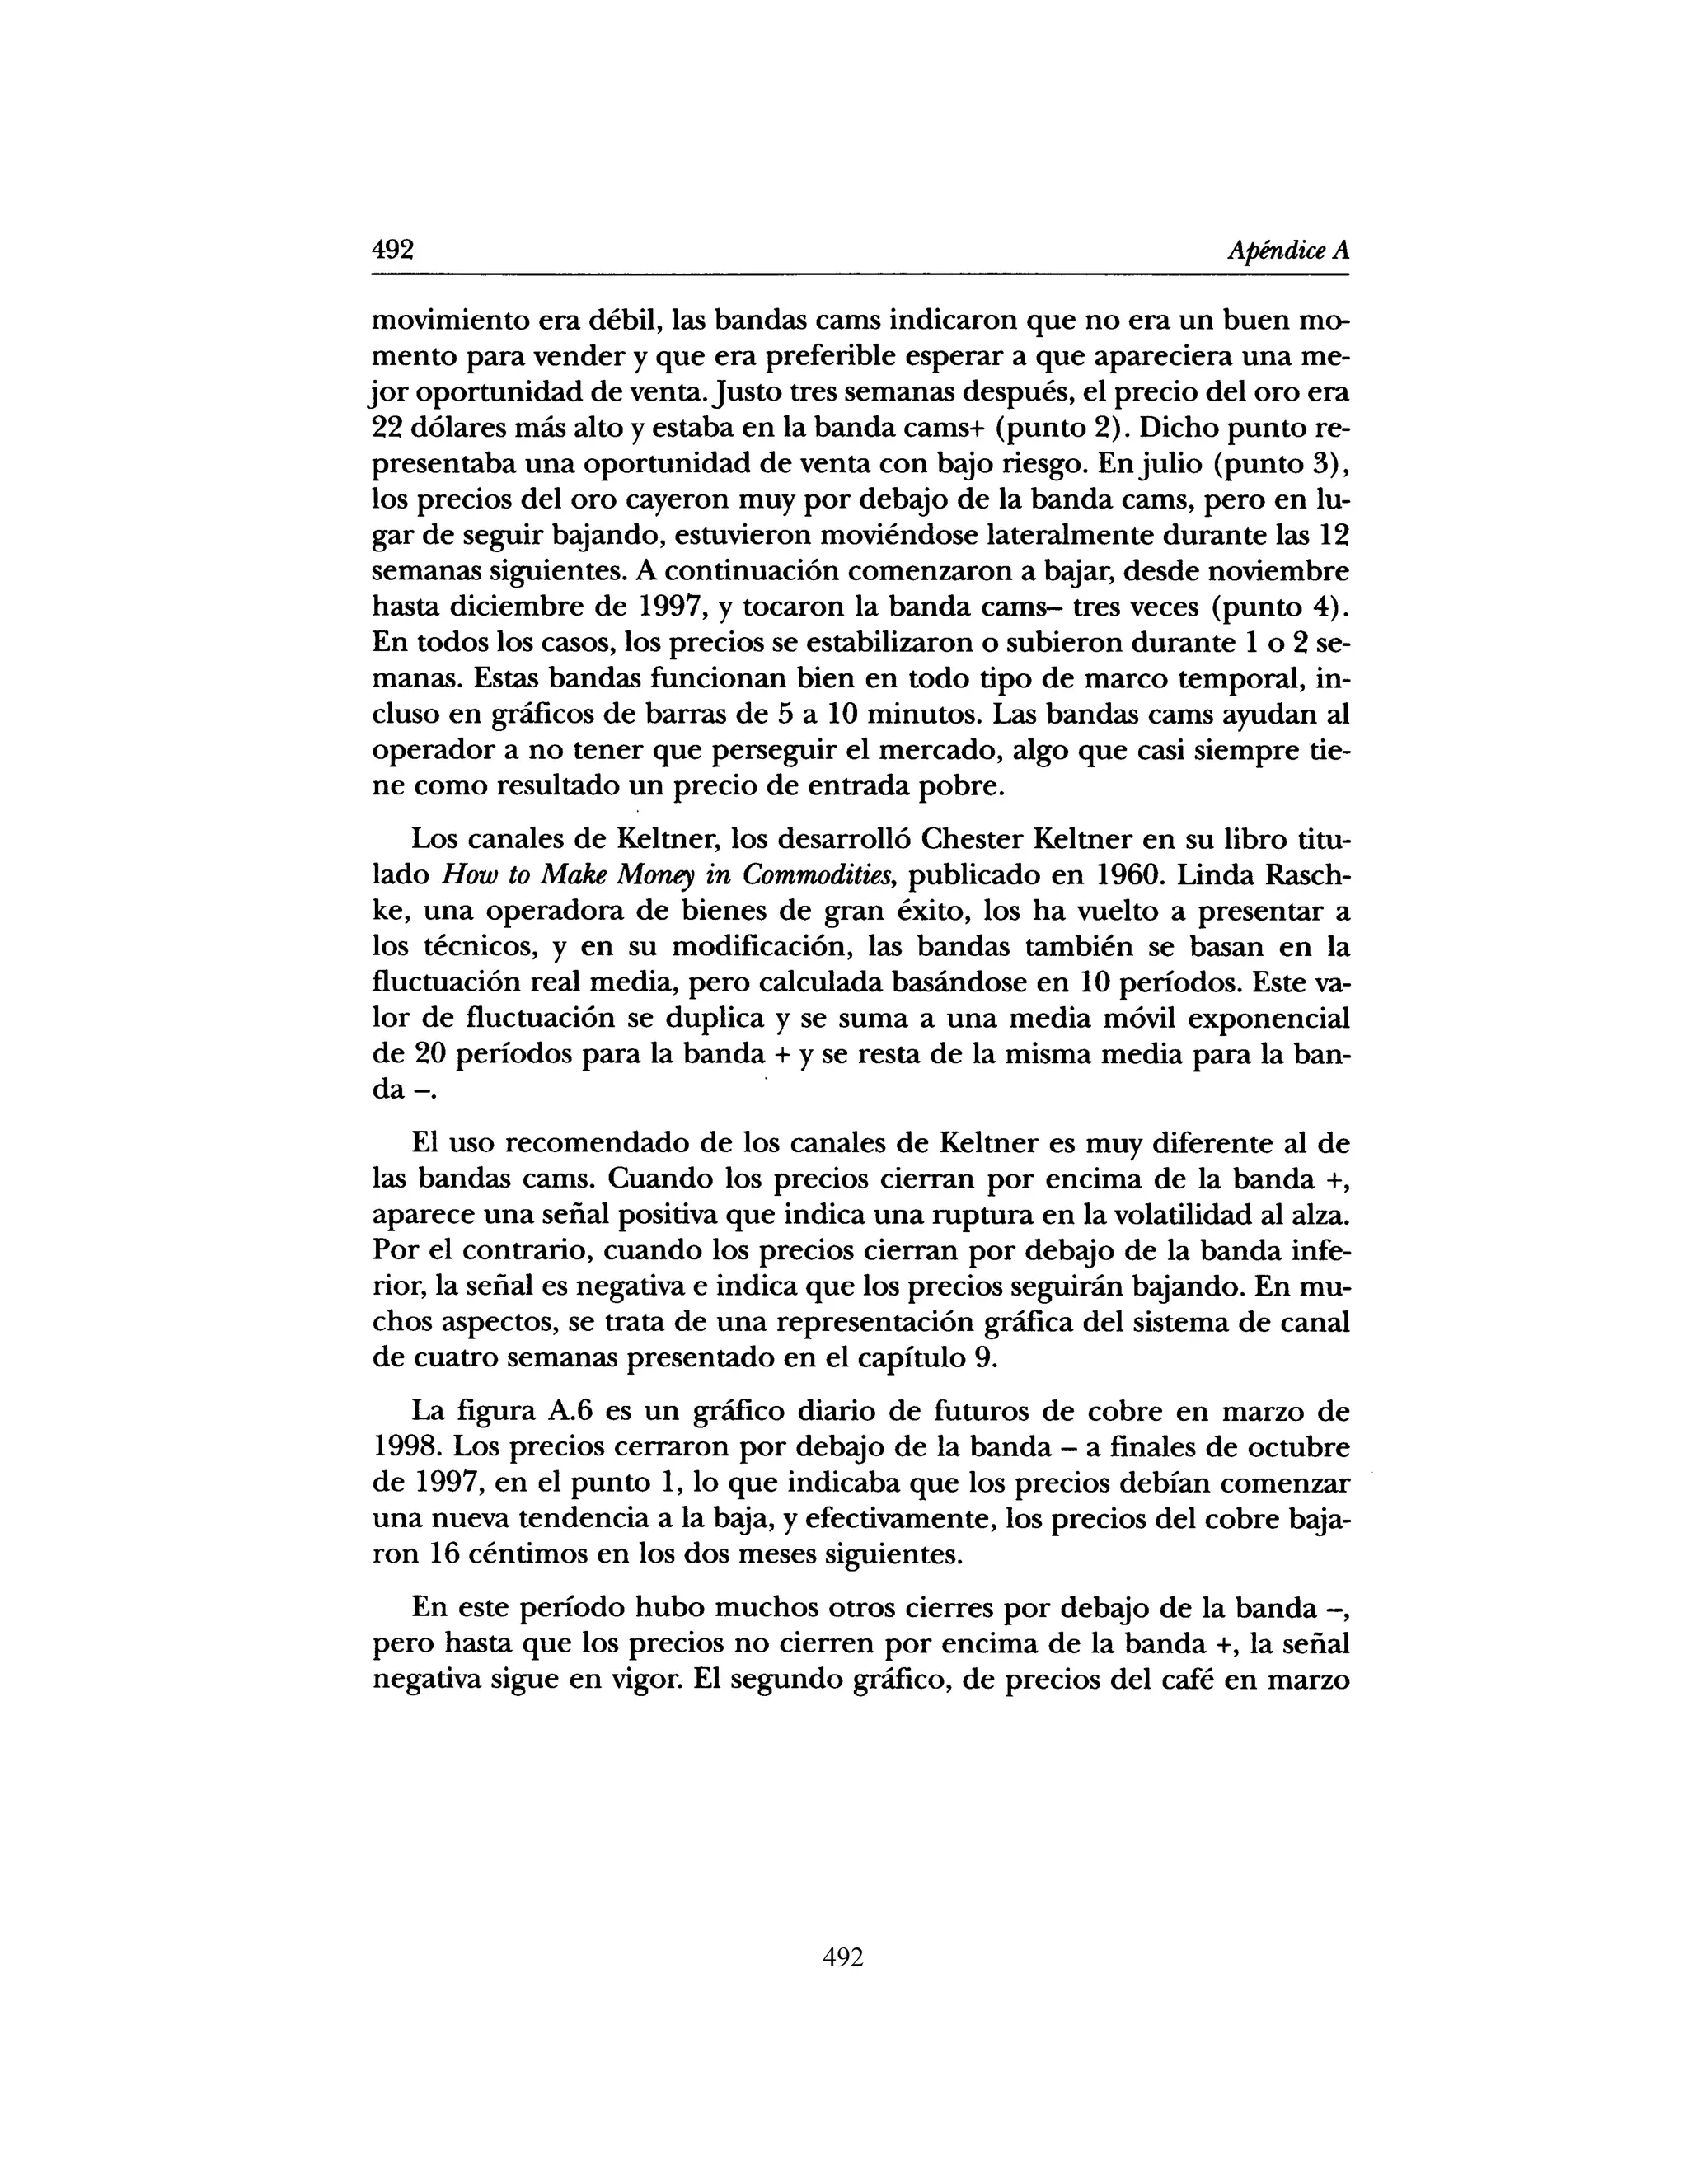 492 Apéndice A
movimiento era débil, las bandas cams indicaron que no era un buen mo-
mento para vender y que era preferible esperar a que apareciera una me-
jor oportunidad de venta. Justo tres semanas después, el precio del oro era
22 dólares más alto y estaba en la banda cams+ (punto 2). Dicho punto re-
presentaba una oportunidad de venta con bajo riesgo. En julio (punto 3),
los precios del oro cayeron muy por debajo de la banda cams, pero en lu-
gar de seguir bajando, estuvieron moviéndose lateralmente durante las 12
semanas siguientes. A continuación comenzaron a bajar, desde noviembre
hasta diciembre de 1997, y tocaron la banda cams– tres veces (punto 4).
En todos los casos, los precios se estabilizaron o subieron durante 1 o 2 se-
manas. Estas bandas funcionan bien en todo tipo de marco temporal, in-
cluso en gráficos de barras de 5 a 10 minutos. Las bandas cams ayudan al
operador a no tener que perseguir el mercado, algo que casi siempre tie-
ne como resultado un precio de entrada pobre.
Los canales de Keltner, los desarrolló Chester Keltner en su libro titu-
lado How to Make Money in Commodities, publicado en 1960. Linda Rasch-
ke, una operadora de bienes de gran éxito, los ha vuelto a presentar a
los técnicos, y en su modificación, las bandas también se basan en la
fluctuación real media, pero calculada basándose en 10 períodos. Este va-
lor de fluctuación se duplica y se suma a una media móvil exponencial
de 20 períodos para la banda + y se resta de la misma media para la ban-
da –.
El uso recomendado de los canales de Keltner es muy diferente al de
las bandas cams. Cuando los precios cierran por encima de la banda +,
aparece una señal positiva que indica una ruptura en la volatilidad al alza.
Por el contrario, cuando los precios cierran por debajo de la banda infe-
rior, la señal es negativa e indica que los precios seguirán bajando. En mu-
chos aspectos, se trata de una representación gráfica del sistema de canal
de cuatro semanas presentado en el capítulo 9.
La figura A.6 es un gráfico diario de futuros de cobre en marzo de
1998. Los precios cerraron por debajo de la banda – a finales de octubre
de 1997, en el punto 1, lo que indicaba que los precios debían comenzar
una nueva tendencia a la baja, y efectivamente, los precios del cobre baja-
ron 16 céntimos en los dos meses siguientes.
En este período hubo muchos otros cierres por debajo de la banda –,
pero hasta que los precios no cierren por encima de la banda +, la señal
negativa sigue en vigor. El segundo gráfico, de precios del café en marzo
492